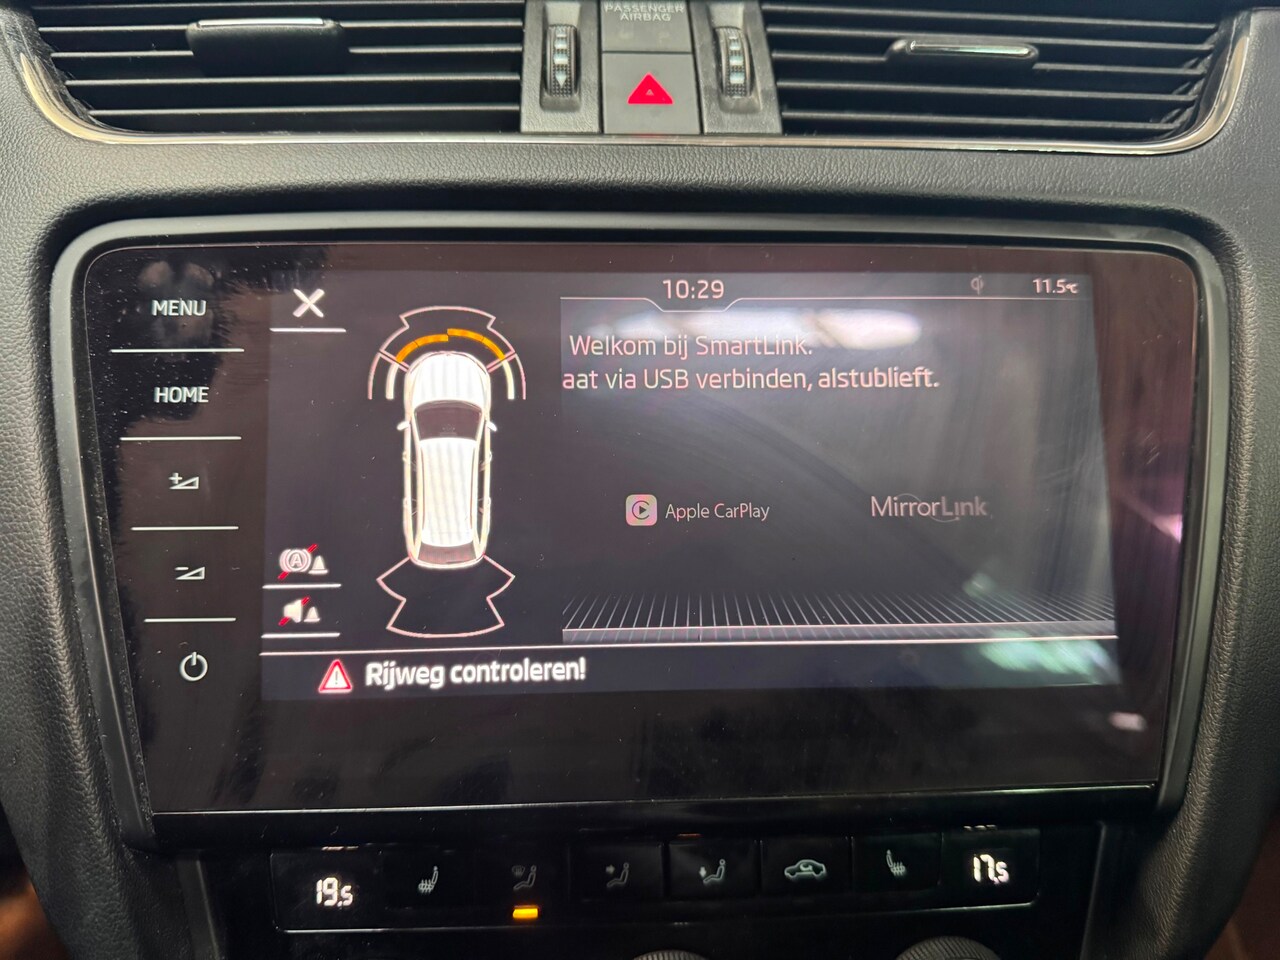 PASSENGER
AIRBAG
10:29
11.5°C
MENU
HOME
Welkom bij SmartLink.
aat via USB verbinden, alstublieft.
Apple CarPlay
MirrorLink
A
Rijweg controleren!
19.5
17.5